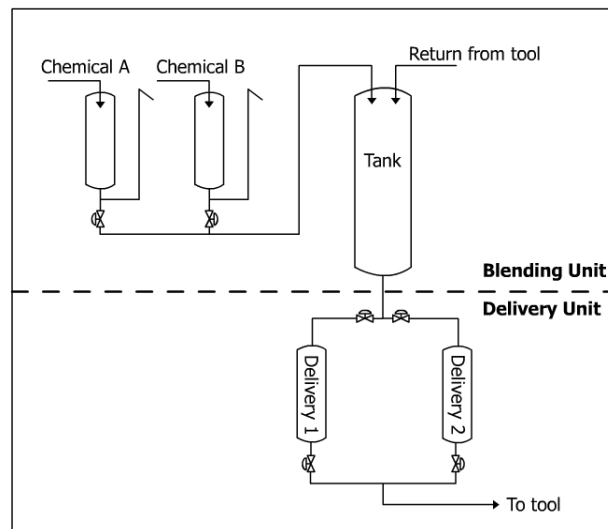 Return from tool
Chemical A
Chemical B
Tank
Blending Unit
Delivery Unit
Delivery 1
Delivery 2
To tool